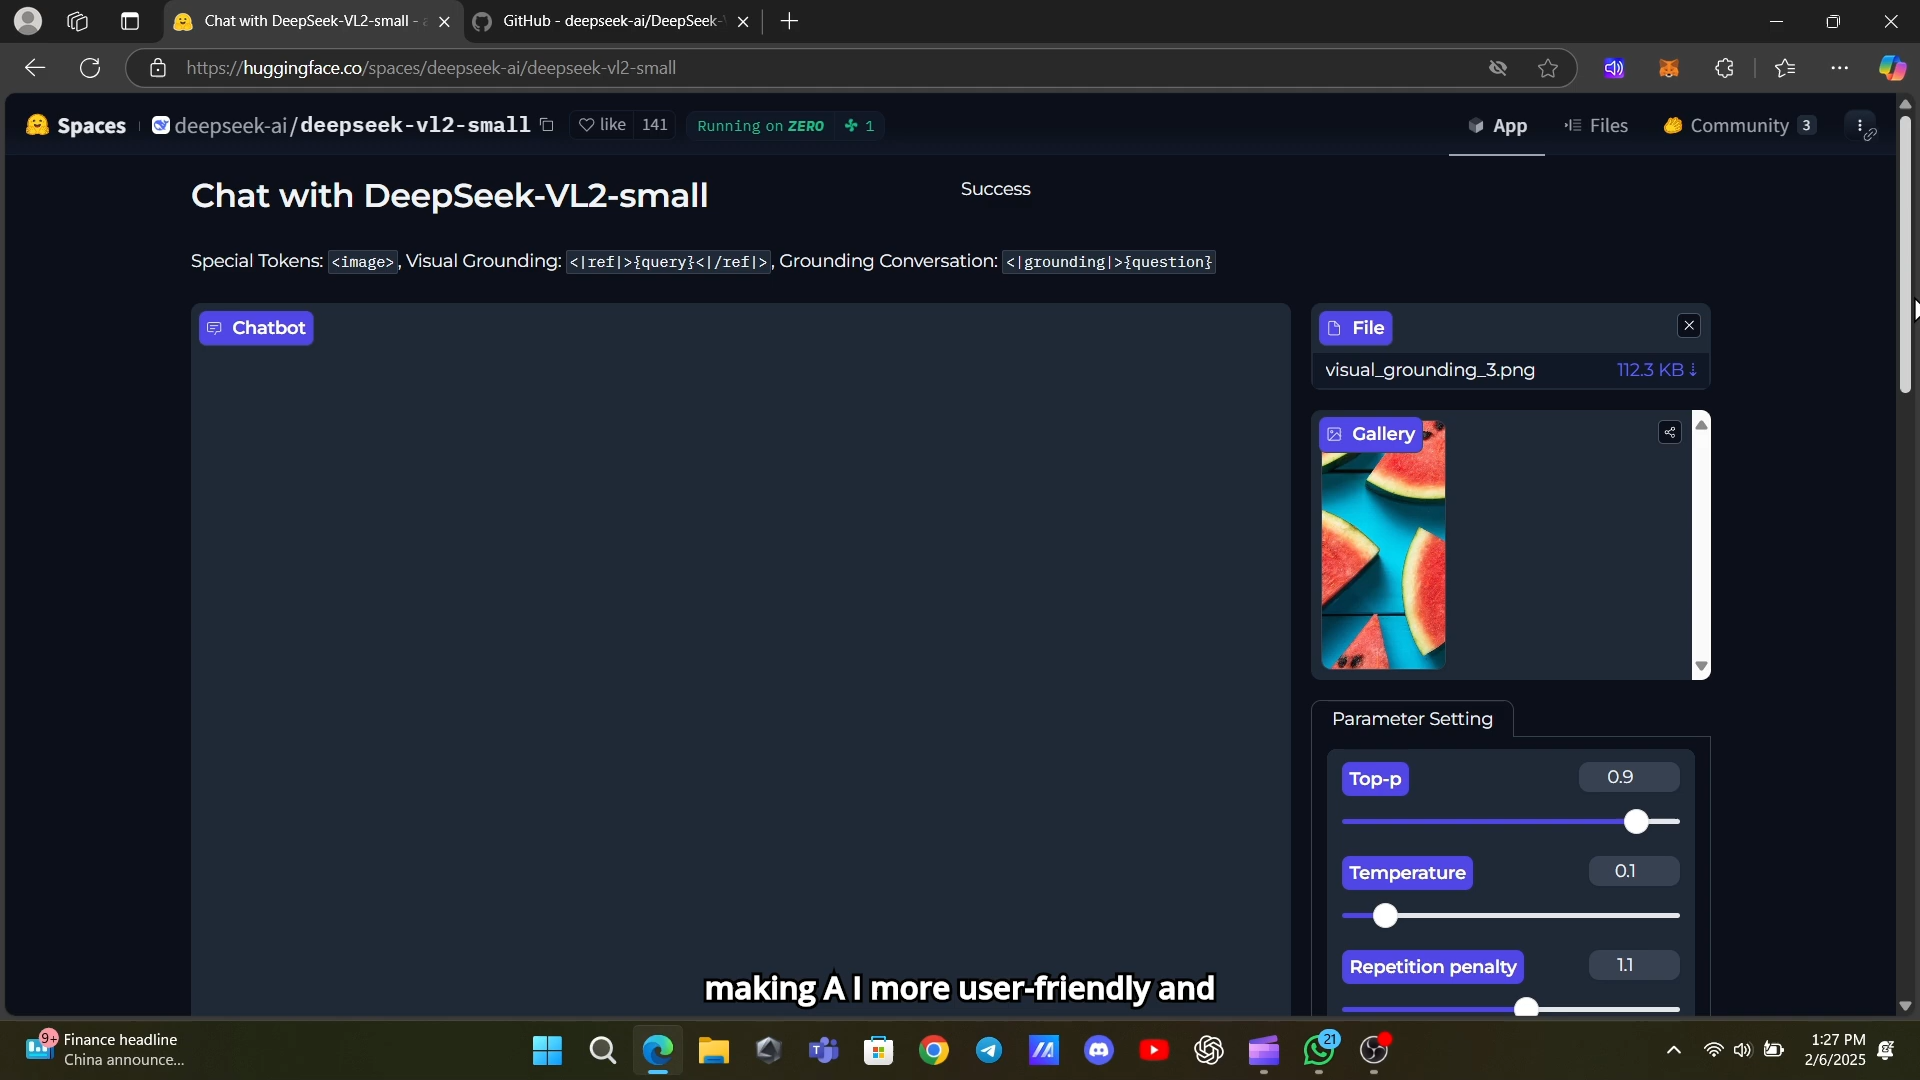 Chat with DeepSeek-VL2-small - a
GitHub - deepseek-ai/DeepSeek-
https://huggingface.co/spaces/deepseek-ai/deepseek-vl2-small
Spaces
deepseek-ai/deepseek-vl2-small
like 141
Running on ZERO 1
App
Files
Community 3
Chat with DeepSeek-VL2-small
Success
Special Tokens: <image>, Visual Grounding: <|ref|>{query}<|/ref|>, Grounding Conversation: <|grounding|>{question}
Chatbot
File
visual_grounding_3.png 112.3 KB ⇣
Gallery
Parameter Setting
Top-p 0.9
Temperature 0.1
Repetition penalty 1.1
making A I more user-friendly and
9+
Finance headline
China announce...
21
1:27 PM
2/6/2025